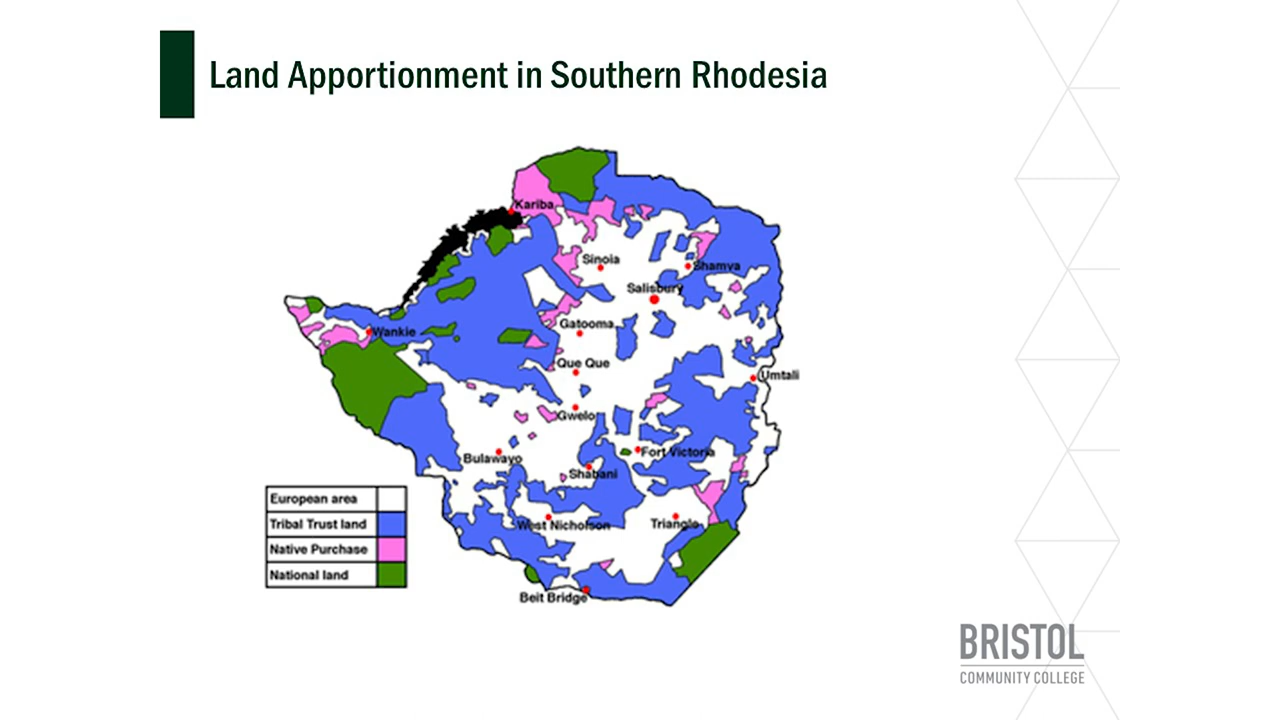 Land Apportionment in Southern Rhodesia
Kariba
Sinoia
Shamva
Salisbury
Wankie
Gatooma
Que Que
Umtali
Gwelo
Bulawayo
Fort Victoria
Shabani
European area
Tribal Trust land
West Nicholson
Triangle
Native Purchase
National land
Beit Bridge
BRISTOL
COMMUNITY COLLEGE